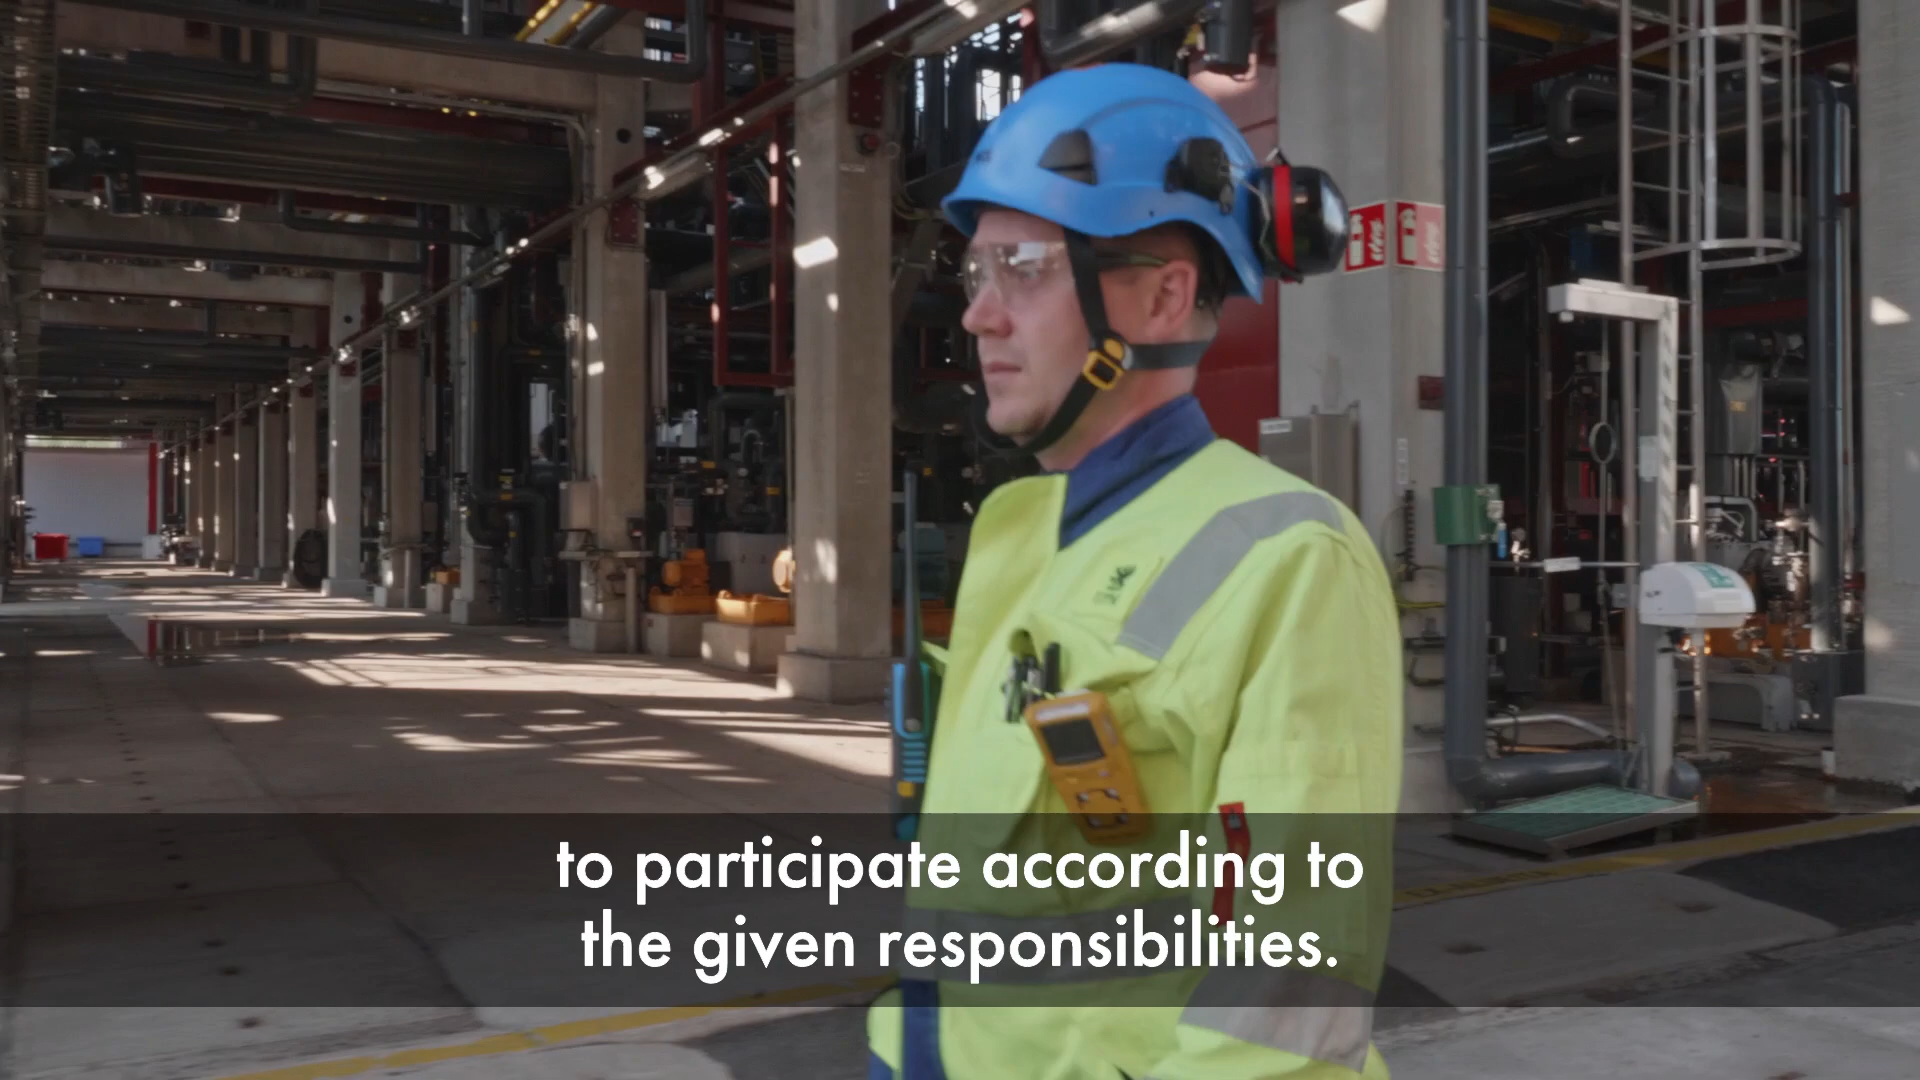 to participate according to
the given responsibilities.